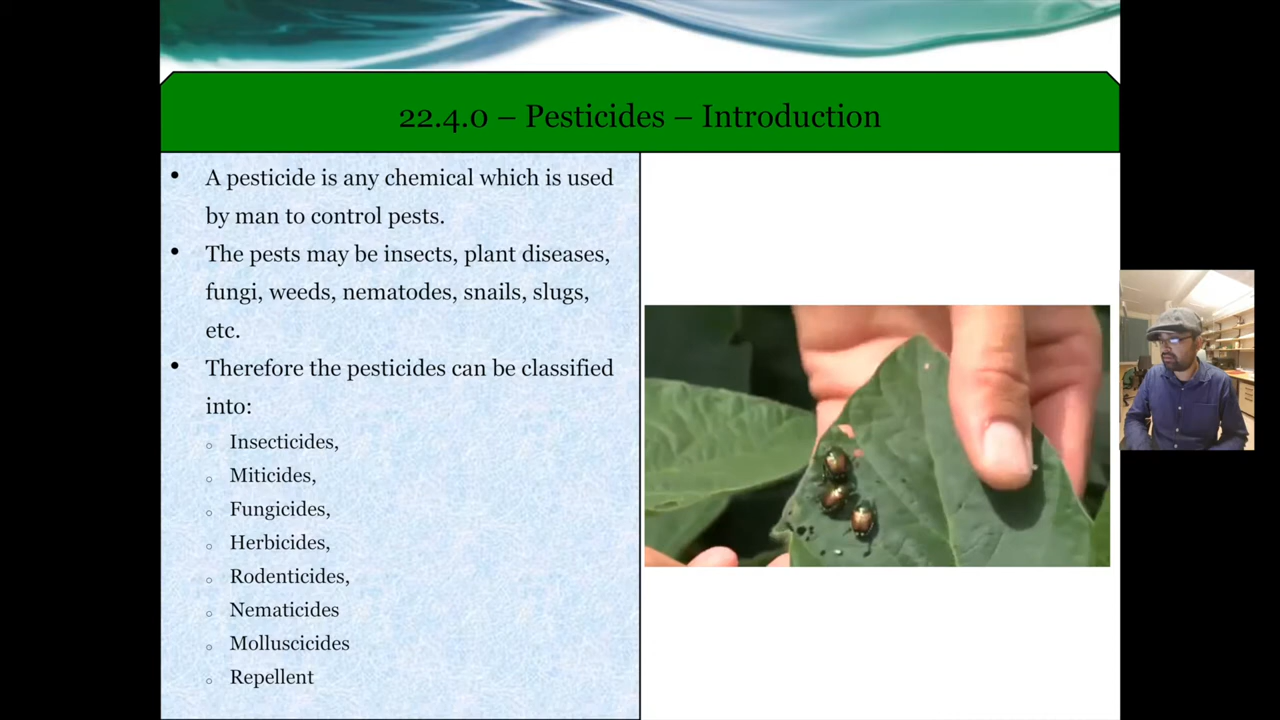 22.4.0 – Pesticides – Introduction
• A pesticide is any chemical which is used
by man to control pests.
• The pests may be insects, plant diseases,
fungi, weeds, nematodes, snails, slugs,
etc.
• Therefore the pesticides can be classified
into:
○ Insecticides,
○ Miticides,
○ Fungicides,
○ Herbicides,
○ Rodenticides,
○ Nematicides
○ Molluscicides
○ Repellent